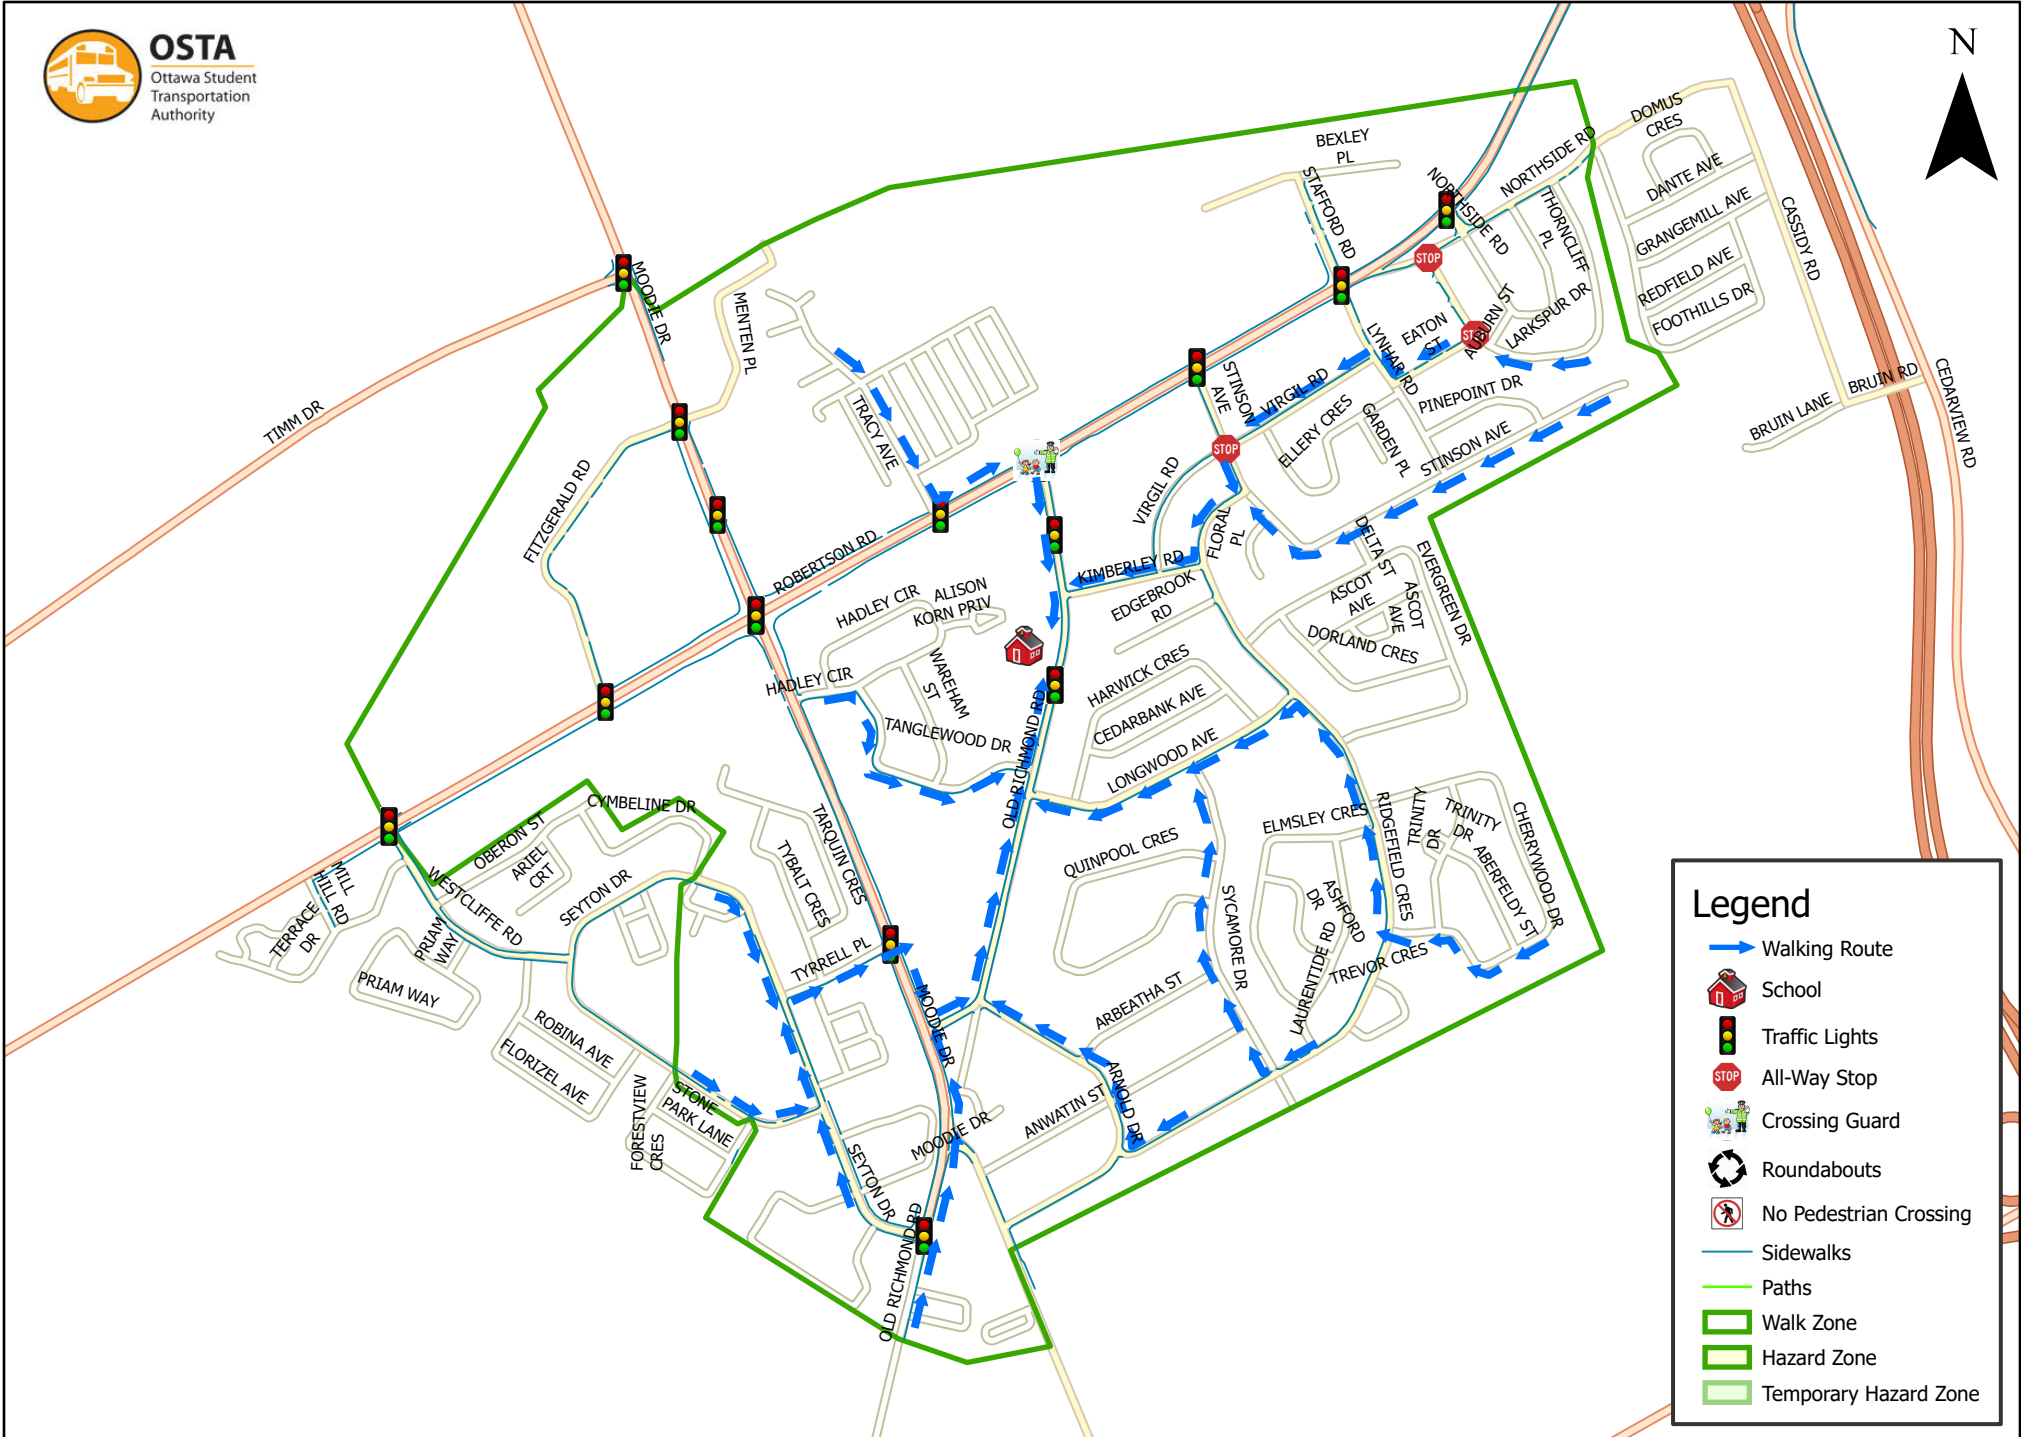 OSTA
Ottawa Student
Transportation
Authority
N
BEXLEY
PL
STAFFORD RD
NORTHSIDE RD
NORTHSIDE RD
DOMUS
CRES
DANTE AVE
GRANGEMILL AVE
REDFIELD AVE
FOOTHILLS DR
CASSIDY RD
THORNCLIFF
PL
LARKSPUR DR
AUBURN ST
EATON
ST
LYNHAR RD
STOP
STOP
STOP
PINEPOINT DR
STINSON AVE
GARDEN PL
ELLERY CRES
VIRGIL RD
VIRGIL RD
STINSON
AVE
BRUIN RD
BRUIN LANE
CEDARVIEW RD
MOODIE DR
MENTEN PL
TIMM DR
FITZGERALD RD
TRACY AVE
ROBERTSON RD
FLORAL
PL
KIMBERLEY RD
EDGEBROOK
RD
DELTA ST
EVERGREEN DR
ASCOT
AVE
ASCOT
AVE
DORLAND CRES
HADLEY CIR
ALISON
KORN PRIV
HADLEY CIR
WAREHAM
ST
TANGLEWOOD DR
OLD RICHMOND RD
HARWICK CRES
CEDARBANK AVE
LONGWOOD AVE
CYMBELINE DR
OBERON ST
ARIEL
CRT
SEYTON DR
WESTCLIFFE RD
MILL
HILL RD
TERRACE
DR
PRIAM
WAY
PRIAM WAY
TARQUIN CRES
TYBALT CRES
TYRRELL PL
QUINPOOL CRES
ELMSLEY CRES
RIDGEFIELD CRES
TRINITY
DR
TRINITY
DR
CHERRYWOOD DR
ABERFELDY ST
SYCAMORE DR
ASHFORD
DR
LAURENTIDE RD
TREVOR CRES
ARBEATHA ST
MOODIE DR
ROBINA AVE
FLORIZEL AVE
FORESTVIEW
CRES
STONE
PARK LANE
SEYTON DR
MOODIE DR
ANWATIN ST
ARNOLD DR
OLD RICHMOND RD
Legend
Walking Route
School
Traffic Lights
STOP
All-Way Stop
Crossing Guard
Roundabouts
No Pedestrian Crossing
Sidewalks
Paths
Walk Zone
Hazard Zone
Temporary Hazard Zone